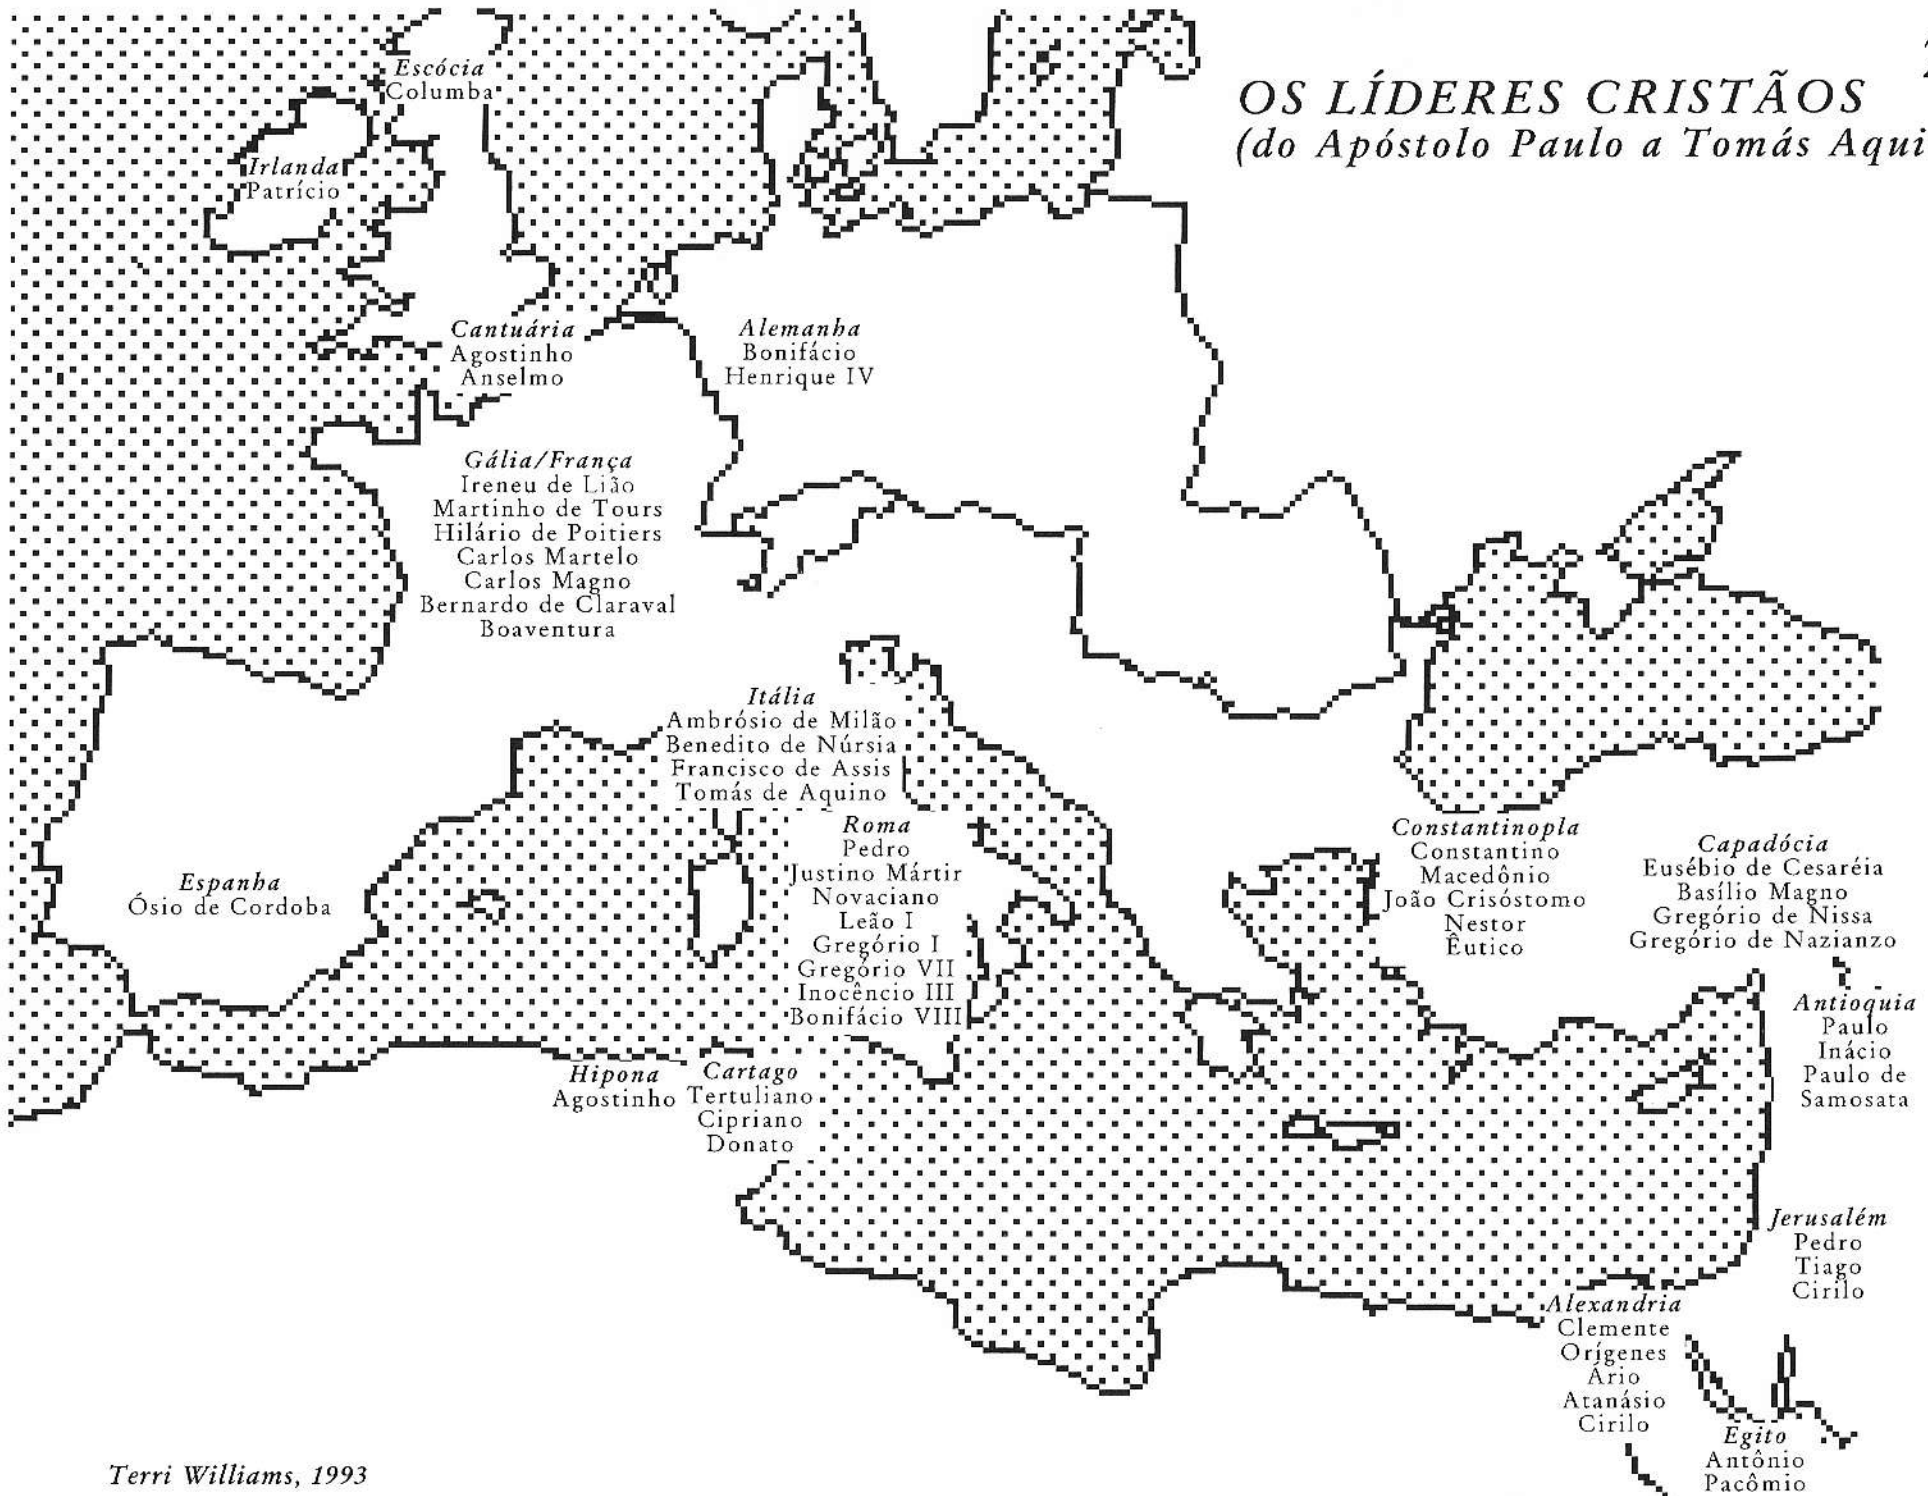 OS LÍDERES CRISTÃOS
(do Apóstolo Paulo a Tomás Aqui
Escócia
Columba
Irlanda
Patrício
Cantuária
Agostinho
Anselmo
Alemanha
Bonifácio
Henrique IV
Gália/França
Ireneu de Lião
Martinho de Tours
Hilário de Poitiers
Carlos Martelo
Carlos Magno
Bernardo de Claraval
Boaventura
Itália
Ambrósio de Milão
Benedito de Núrsia
Francisco de Assis
Tomás de Aquino
Roma
Pedro
Justino Mártir
Novaciano
Leão I
Gregório I
Gregório VII
Inocêncio III
Bonifácio VIII
Espanha
Ósio de Cordoba
Constantinopla
Constantino
Macedônio
João Crisóstomo
Nestor
Êutico
Capadócia
Eusébio de Cesaréia
Basílio Magno
Gregório de Nissa
Gregório de Nazianzo
Antioquia
Paulo
Inácio
Paulo de
Samosata
Hipona
Agostinho
Cartago
Tertuliano
Cipriano
Donato
Jerusalém
Pedro
Tiago
Cirilo
Alexandria
Clemente
Orígenes
Ário
Atanásio
Cirilo
Egito
Antônio
Pacômio
Terri Williams, 1993